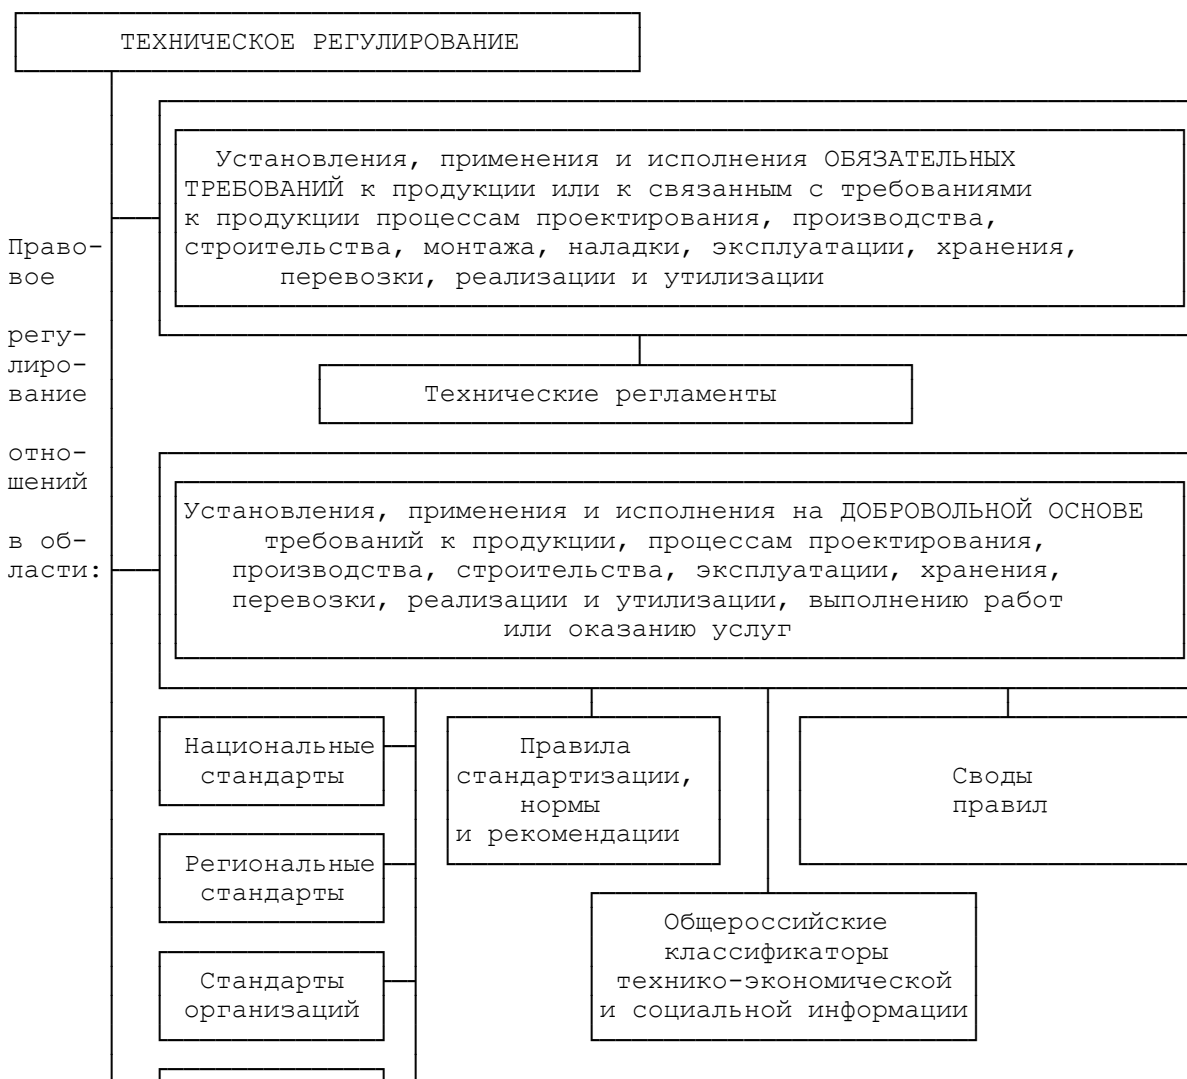 ТЕХНИЧЕСКОЕ РЕГУЛИРОВАНИЕ
Право-
вое
регу-
лиро-
вание
отно-
шений
в об-
ласти:
Установления, применения и исполнения ОБЯЗАТЕЛЬНЫХ
ТРЕБОВАНИЙ к продукции или к связанным с требованиями
к продукции процессам проектирования, производства,
строительства, монтажа, наладки, эксплуатации, хранения,
перевозки, реализации и утилизации
Технические регламенты
Установления, применения и исполнения на ДОБРОВОЛЬНОЙ ОСНОВЕ
требований к продукции, процессам проектирования,
производства, строительства, эксплуатации, хранения,
перевозки, реализации и утилизации, выполнению работ
или оказанию услуг
Национальные
стандарты
Региональные
стандарты
Стандарты
организаций
Правила
стандартизации,
нормы
и рекомендации
Общероссийские
классификаторы
технико-экономической
и социальной информации
Своды
правил